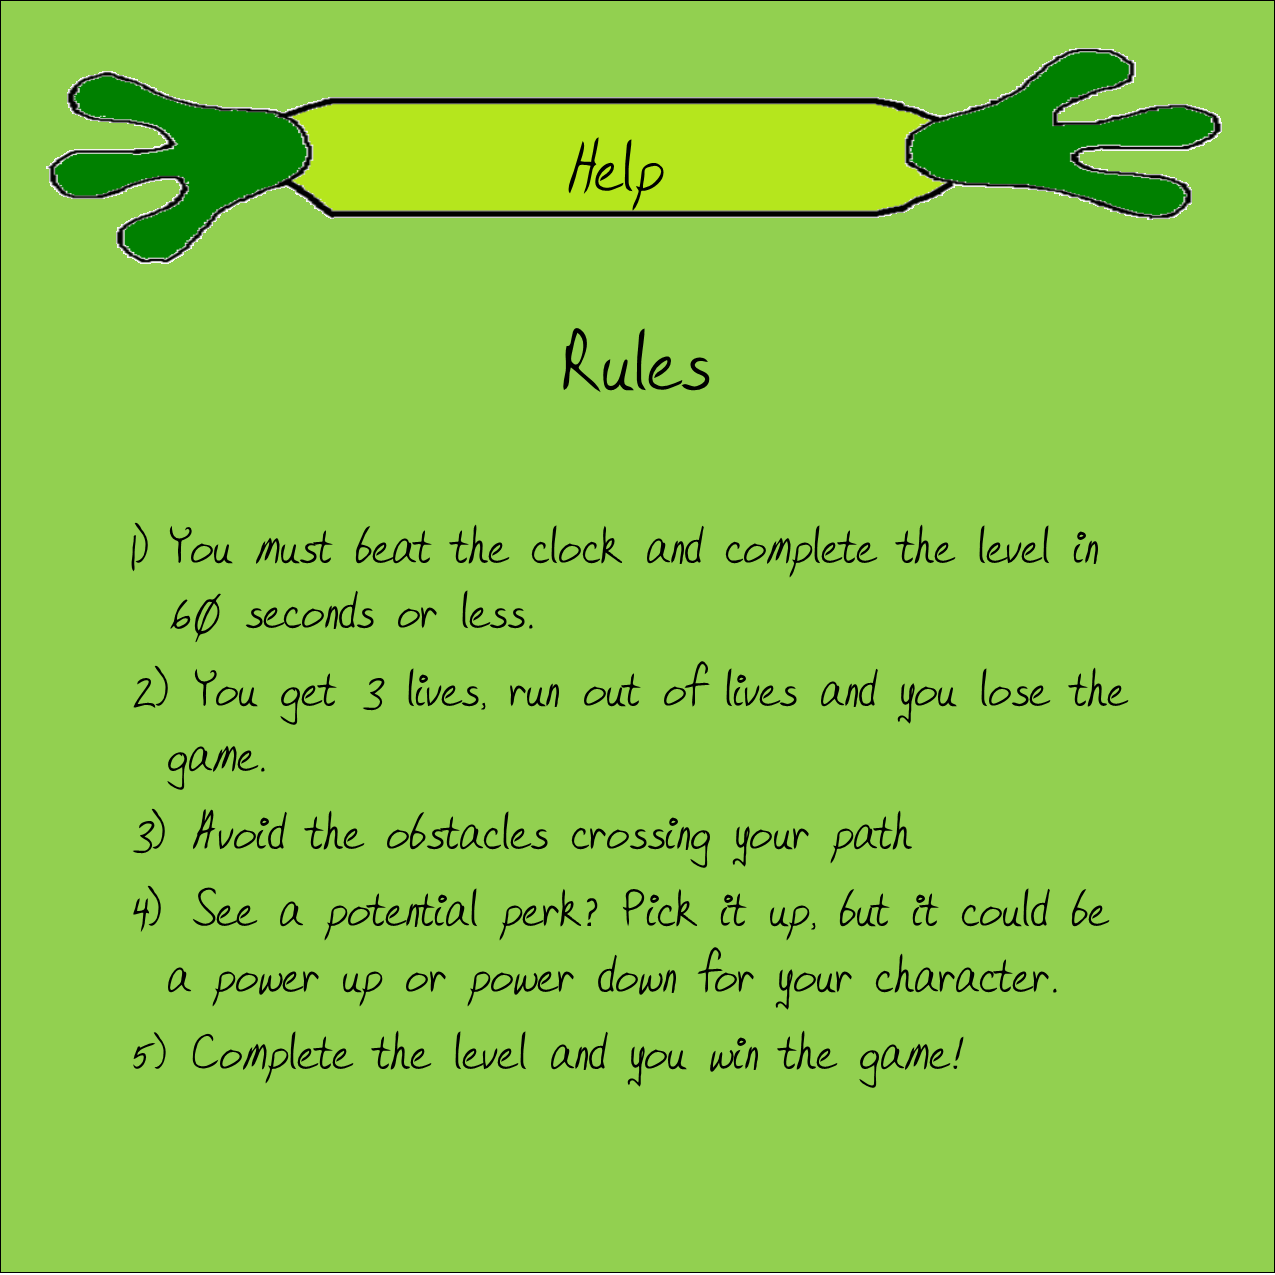 Help
Rules
1) You must beat the clock and complete the level in
60 seconds or less.
2) You get 3 lives, run out of lives and you lose the
game.
3) Avoid the obstacles crossing your path
4) See a potential perk? Pick it up, but it could be
a power up or power down for your character.
5) Complete the level and you win the game!